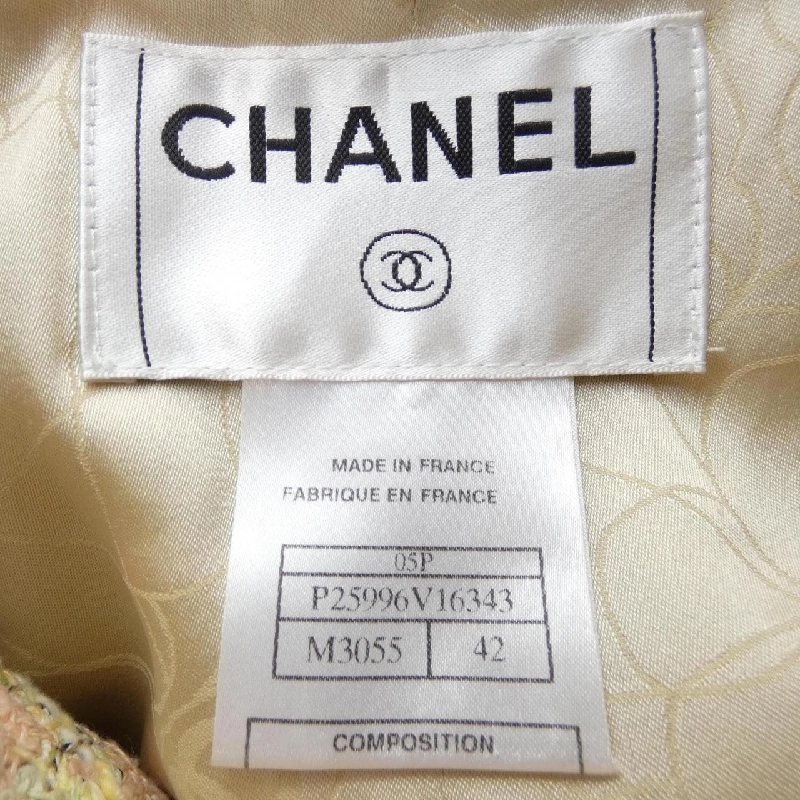 CHANEL
MADE IN FRANCE
FABRIQUE EN FRANCE
05P
P25996V16343
M3055 42
COMPOSITION